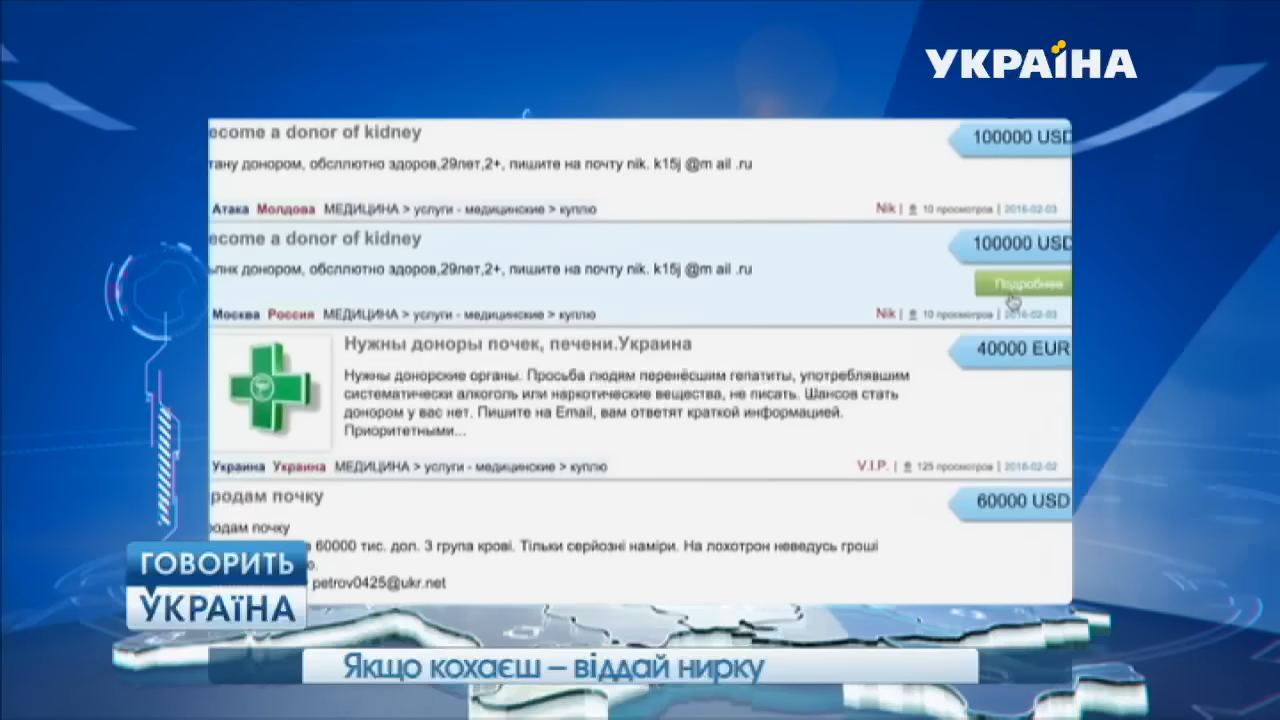 УКРАЇНА
ecome a donor of kidney
100000 USD
тану донором, обсллютно здоров,29лет,2+, пишите на почту nik. k15j @m ail .ru
Атака Молдова МЕДИЦИНА > услуги - медицинские > куплю
Nik | 10 просмотров | 2016-02-03
ecome a donor of kidney
100000 USD
донором, обсллютно здоров,29лет,2+, пишите на почту nik. k15j @m ail .ru
Подробнее
Москва Россия МЕДИЦИНА > услуги - медицинские > куплю
Nik | 10 просмотров | 2016-02-03
Нужны доноры почек, печени.Украина
40000 EUR
Нужны донорские органы. Просьба людям перенёсшим гепатиты, употреблявшим
систематически алкоголь или наркотические вещества, не писать. Шансов стать
донором у вас нет. Пишите на Email, вам ответят краткой информацией.
Приоритетными...
Украина Украина МЕДИЦИНА > услуги - медицинские > куплю
V.I.P. | 125 просмотров | 2016-02-02
родам почку
60000 USD
одам почку
60000 тис. дол. 3 група крові. Тільки серйозні наміри. На лохотрон неведусь гроші
о.
petrov0425@ukr.net
ГОВОРИТЬ
УКРАЇНА
Якщо кохаєш – віддай нирку